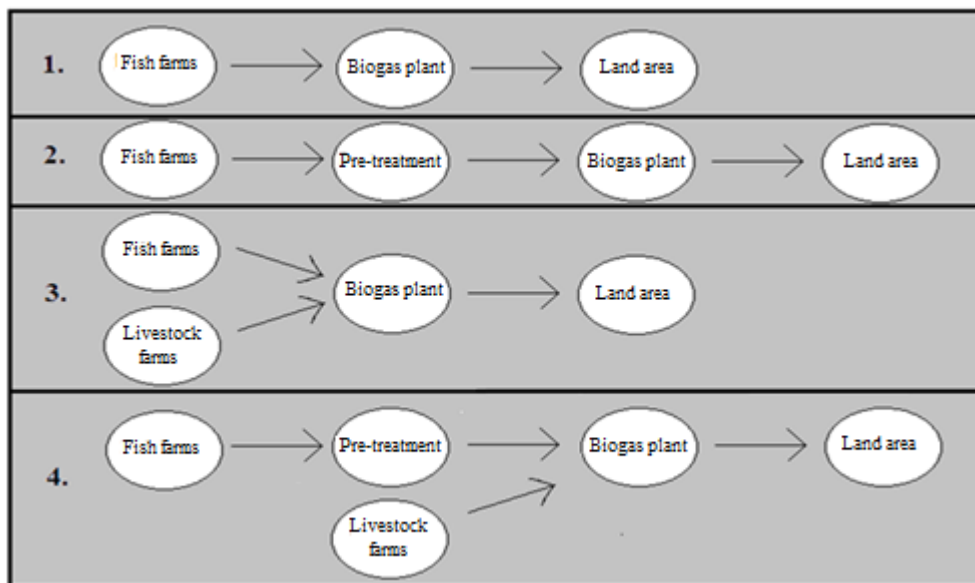 1.
Fish farms
Biogas plant
Land area
2.
Fish farms
Pre-treatment
Biogas plant
Land area
3.
Fish farms
Livestock
farms
Biogas plant
Land area
4.
Fish farms
Pre-treatment
Livestock
farms
Biogas plant
Land area